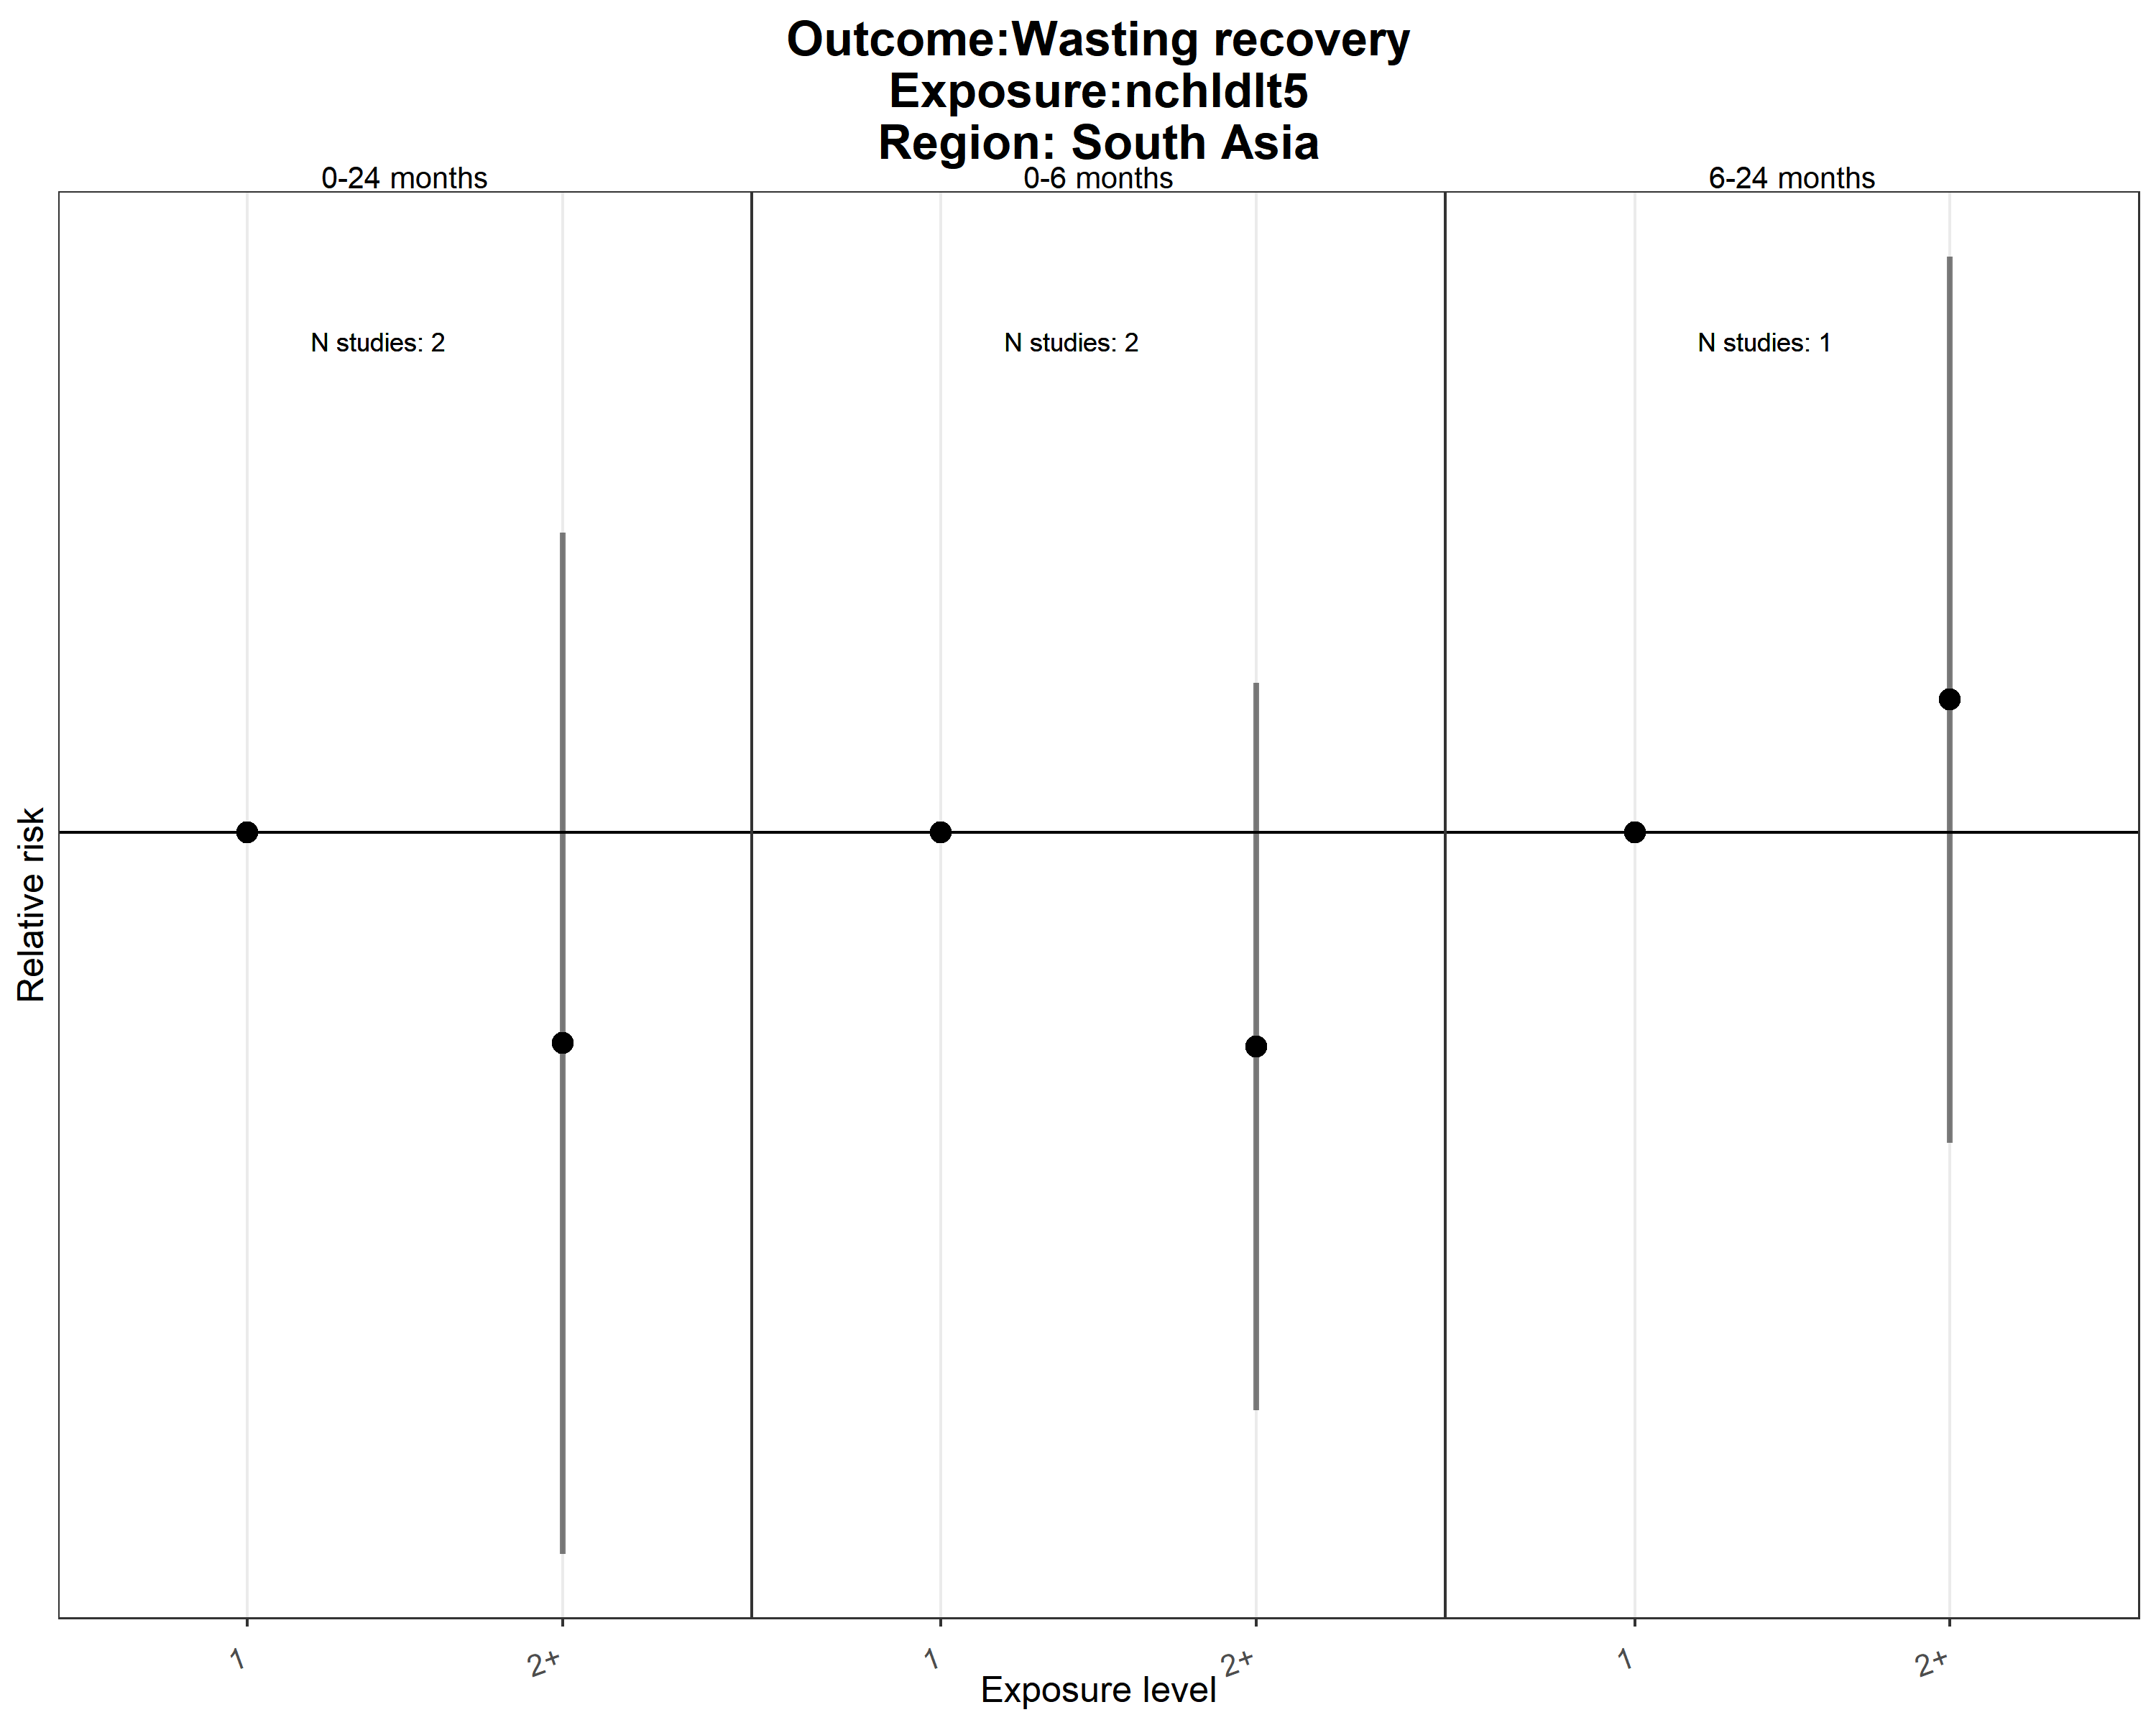 Outcome:Wasting recovery
Exposure:nchldlt5
Region: South Asia
0-24 months
0-6 months
6-24 months
N studies: 2
N studies: 2
N studies: 1
Relative risk
1
2+
1
2+
1
2+
Exposure level